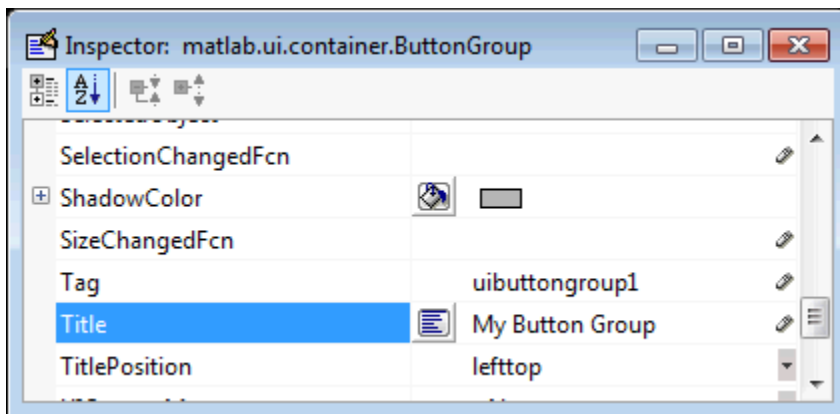 Inspector: matlab.ui.container.ButtonGroup
SelectionChangedFcn
ShadowColor
SizeChangedFcn
Tag uibuttongroup1
Title My Button Group
TitlePosition lefttop